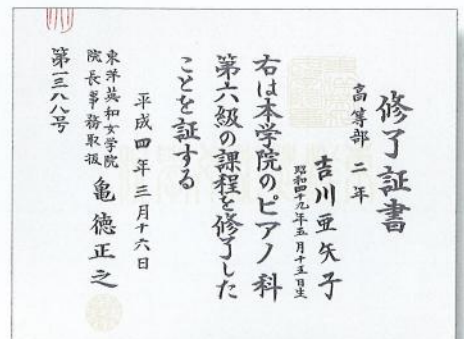 修了証書
高等部 二年
吉川亜矢子
昭和四十九年五月十五日生
右は本学院のピアノ科
第六級の課程を修了した
ことを証する
平成四年三月十六日
東洋英和女学院
院長事務取扱 亀徳正之
第一三八八号